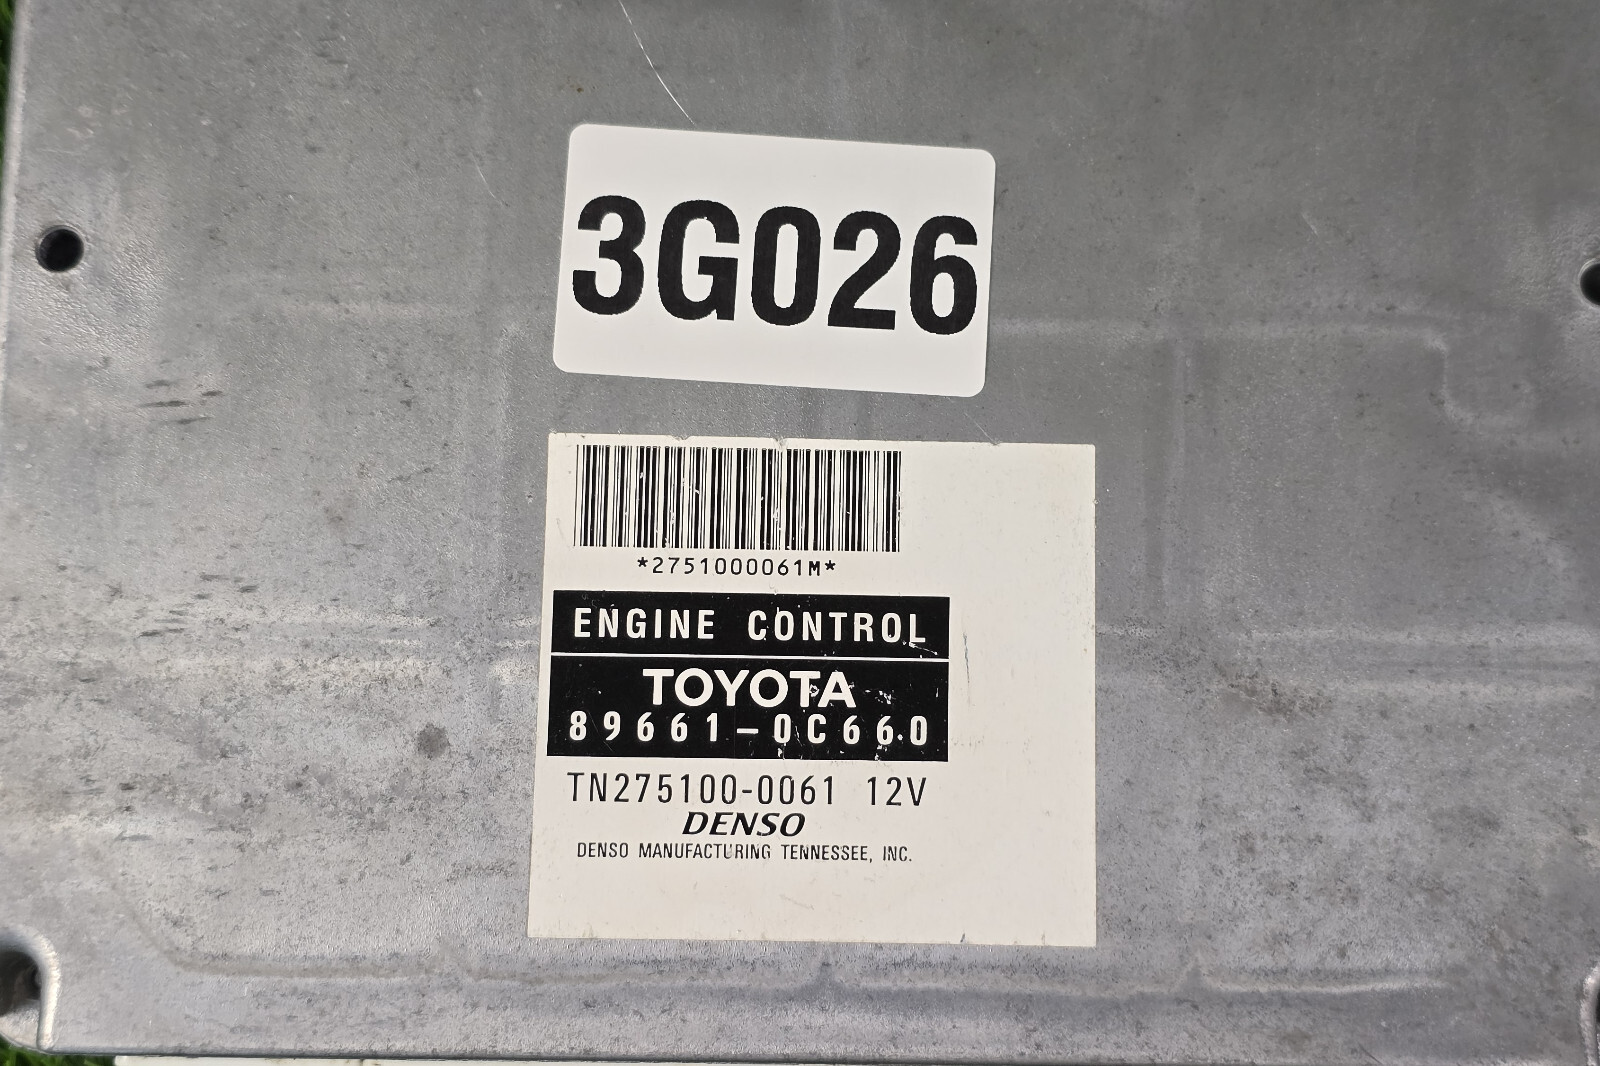 3G026
*2751000061M*
ENGINE CONTROL
TOYOTA
89661-0C660
TN275100-0061 12V
DENSO
DENSO MANUFACTURING TENNESSEE, INC.